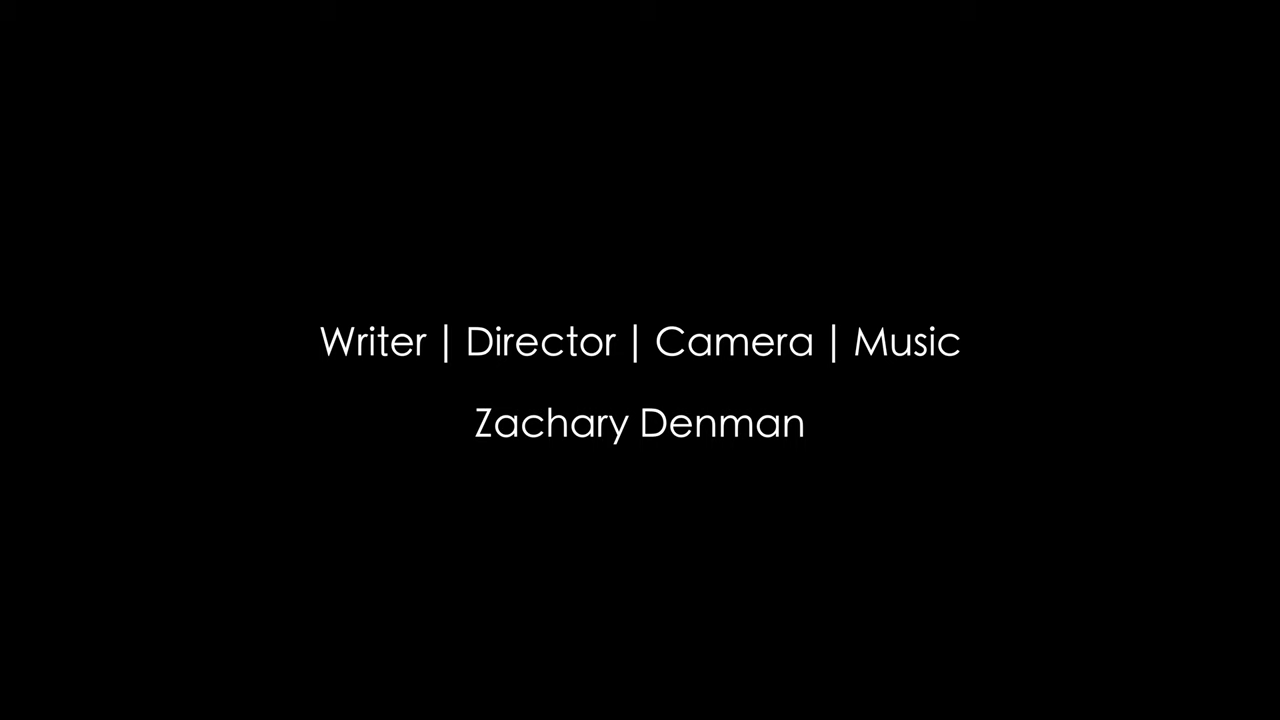 Writer | Director | Camera | Music
Zachary Denman